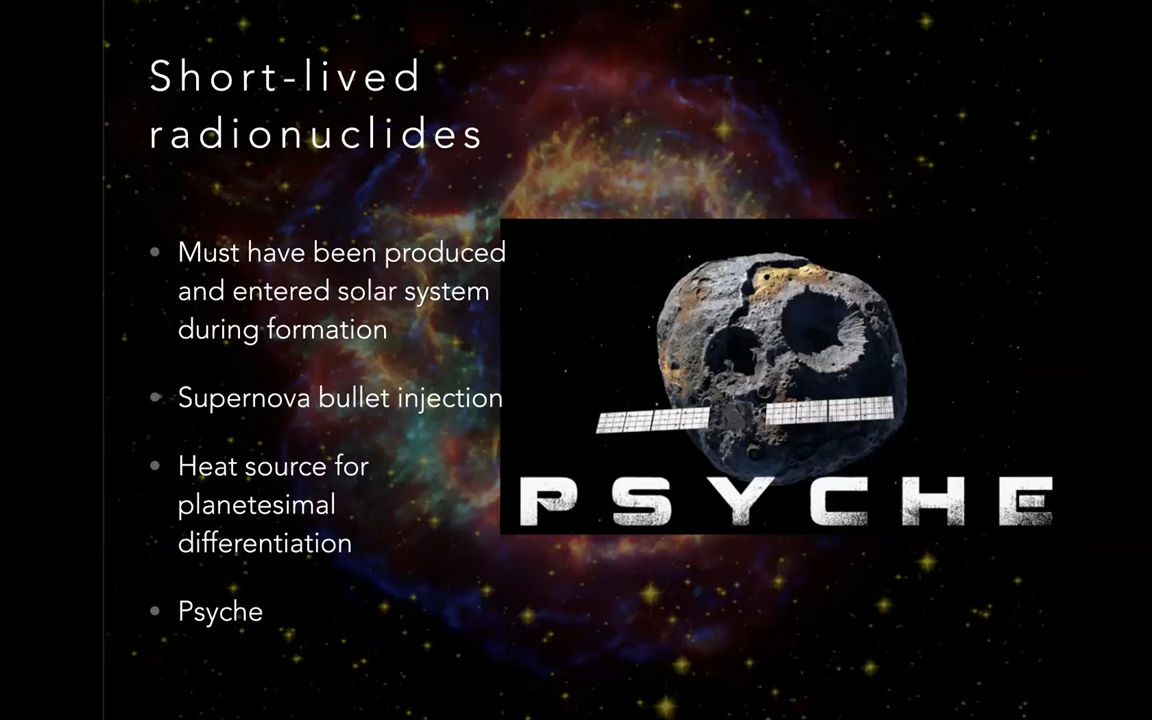 Short-lived
radionuclides
• Must have been produced
and entered solar system
during formation
• Supernova bullet injection
• Heat source for
planetesimal
differentiation
• Psyche
PSYCHE